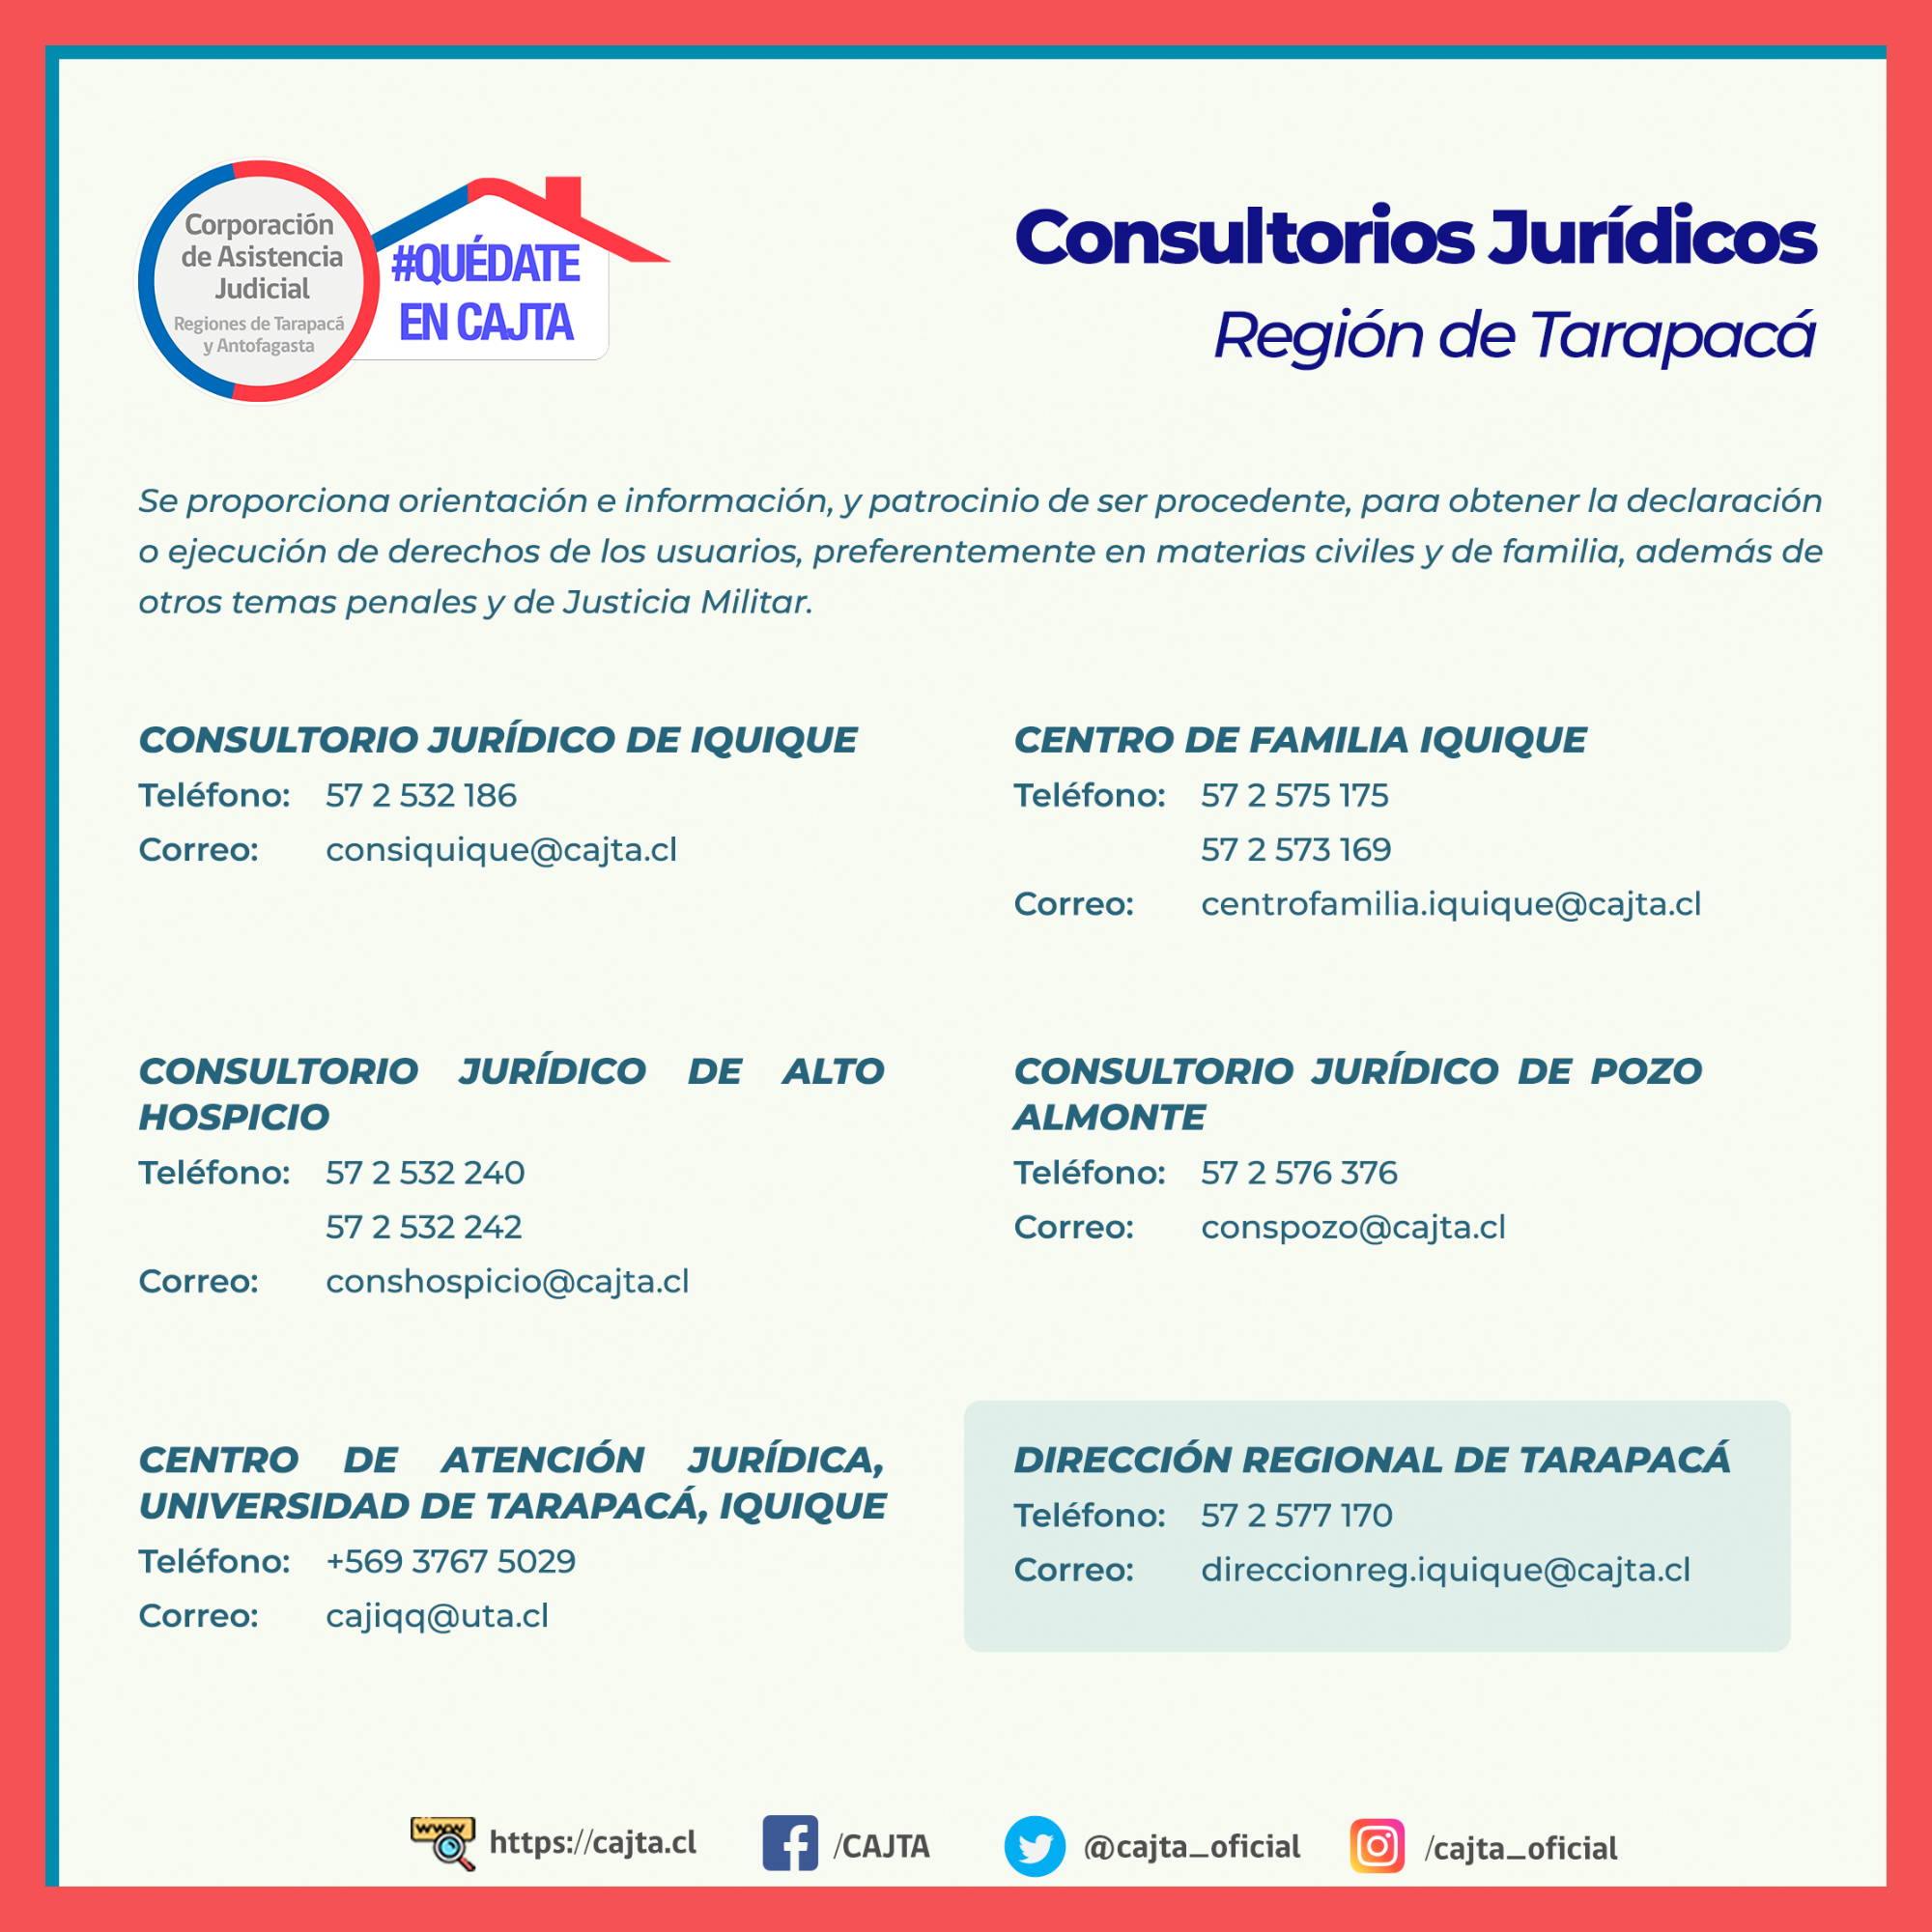 Corporación
de Asistencia
Judicial
Regiones de Tarapacá
y Antofagasta
#QUÉDATE
EN CAJTA
Consultorios Jurídicos
Región de Tarapacá
Se proporciona orientación e información, y patrocinio de ser procedente, para obtener la declaración
o ejecución de derechos de los usuarios, preferentemente en materias civiles y de familia, además de
otros temas penales y de Justicia Militar.
CONSULTORIO JURÍDICO DE IQUIQUE
Teléfono: 57 2 532 186
Correo: consiquique@cajta.cl
CENTRO DE FAMILIA IQUIQUE
Teléfono: 57 2 575 175
57 2 573 169
Correo: centrofamilia.iquique@cajta.cl
CONSULTORIO JURÍDICO DE ALTO
HOSPICIO
Teléfono: 57 2 532 240
57 2 532 242
Correo: conshospicio@cajta.cl
CONSULTORIO JURÍDICO DE POZO
ALMONTE
Teléfono: 57 2 576 376
Correo: conspozo@cajta.cl
CENTRO DE ATENCIÓN JURÍDICA,
UNIVERSIDAD DE TARAPACÁ, IQUIQUE
Teléfono: +569 3767 5029
Correo: cajiqq@uta.cl
DIRECCIÓN REGIONAL DE TARAPACÁ
Teléfono: 57 2 577 170
Correo: direccionreg.iquique@cajta.cl
www https://cajta.cl /CAJTA @cajta_oficial /cajta_oficial